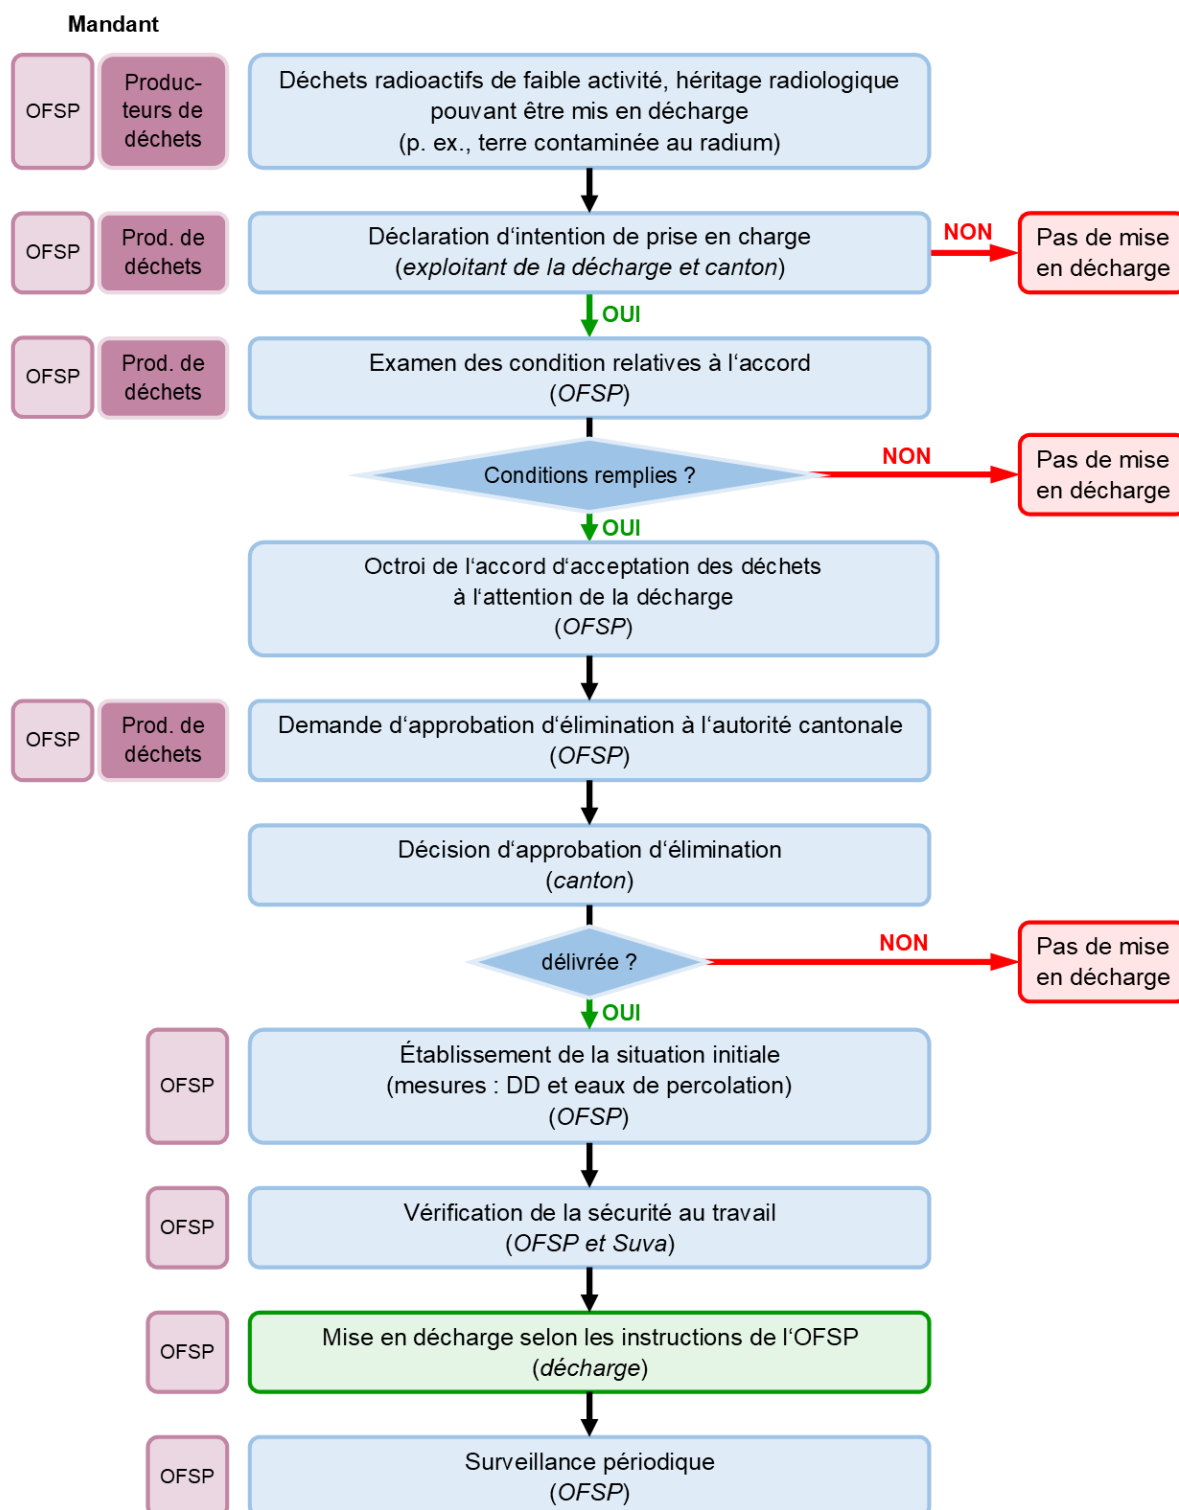 Mandant
OFSP
Produc-
teurs de
déchets
Déchets radioactifs de faible activité, héritage radiologique
pouvant être mis en décharge
(p. ex., terre contaminée au radium)
OFSP
Prod. de
déchets
Déclaration d‘intention de prise en charge
(exploitant de la décharge et canton)
NON
Pas de mise
en décharge
OUI
OFSP
Prod. de
déchets
Examen des condition relatives à l‘accord
(OFSP)
Conditions remplies ?
NON
Pas de mise
en décharge
OUI
Octroi de l‘accord d‘acceptation des déchets
à l‘attention de la décharge
(OFSP)
OFSP
Prod. de
déchets
Demande d‘approbation d‘élimination à l‘autorité cantonale
(OFSP)
Décision d‘approbation d‘élimination
(canton)
délivrée ?
NON
Pas de mise
en décharge
OUI
OFSP
Établissement de la situation initiale
(mesures : DD et eaux de percolation)
(OFSP)
OFSP
Vérification de la sécurité au travail
(OFSP et Suva)
OFSP
Mise en décharge selon les instructions de l‘OFSP
(décharge)
OFSP
Surveillance périodique
(OFSP)